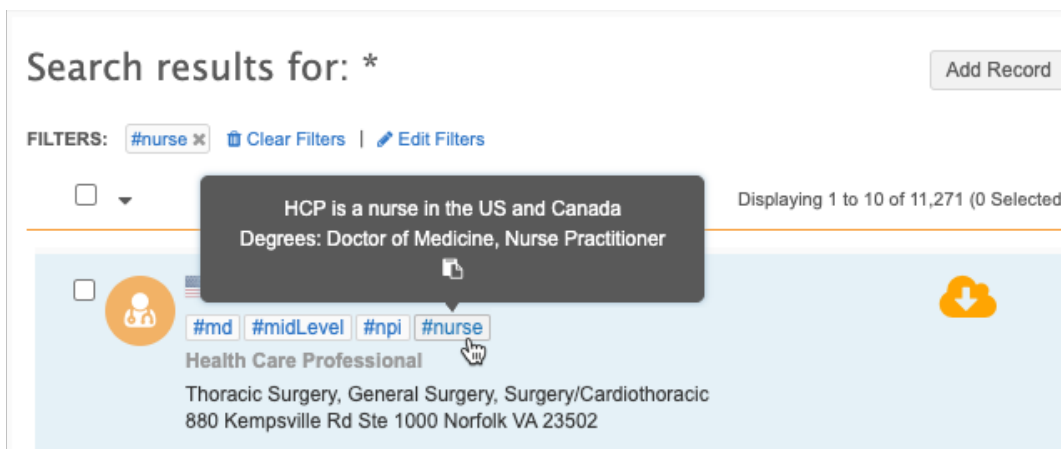 Search results for: *
Add Record
FILTERS: #nurse Clear Filters | Edit Filters
HCP is a nurse in the US and Canada
Degrees: Doctor of Medicine, Nurse Practitioner
Displaying 1 to 10 of 11,271 (0 Selected
#md #midLevel #npi #nurse
Health Care Professional
Thoracic Surgery, General Surgery, Surgery/Cardiothoracic
880 Kempsville Rd Ste 1000 Norfolk VA 23502